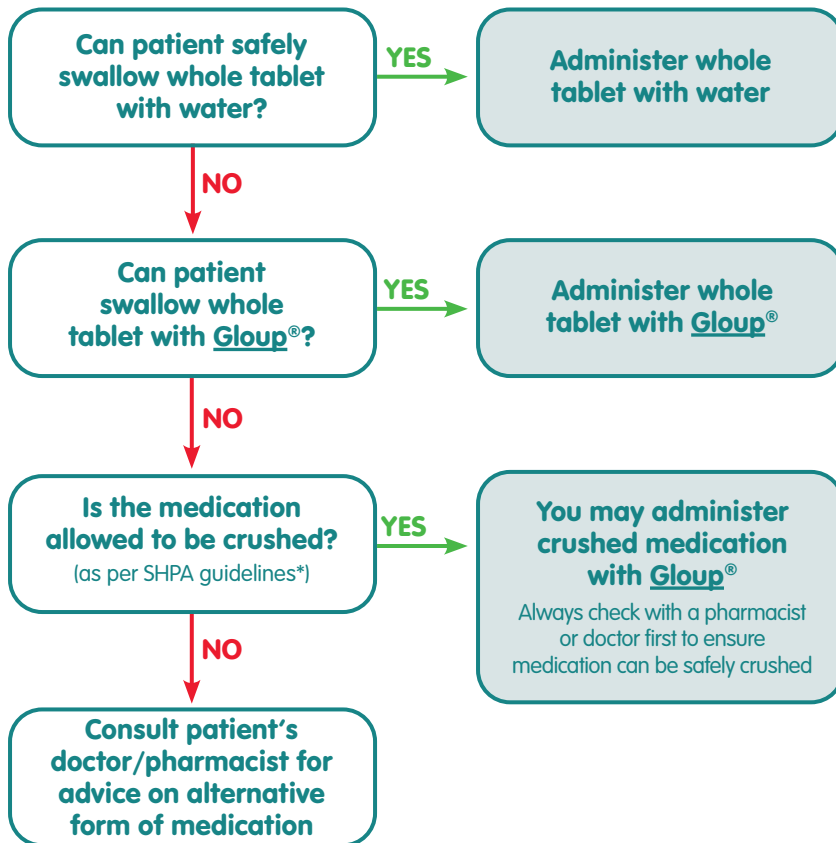 Can patient safely
swallow whole tablet
with water?
YES
Administer whole
tablet with water
NO
Can patient
swallow whole
tablet with Gloup®?
YES
Administer whole
tablet with Gloup®
NO
Is the medication
allowed to be crushed?
(as per SHPA guidelines*)
YES
You may administer
crushed medication
with Gloup®
Always check with a pharmacist
or doctor first to ensure
medication can be safely crushed
NO
Consult patient's
doctor/pharmacist for
advice on alternative
form of medication